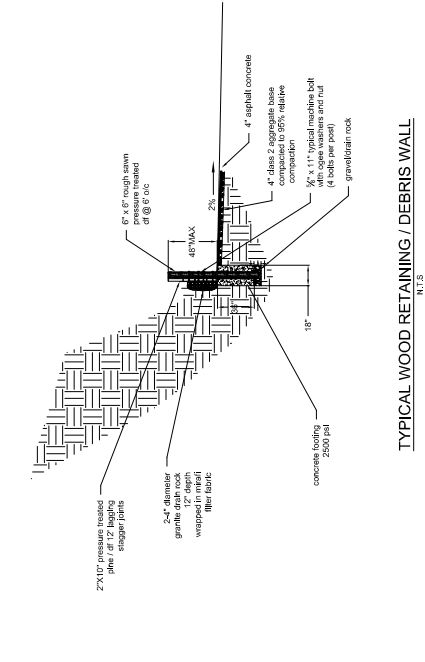 6" x 6" rough sawn
pressure treated
df @ 6' o/c
48"MAX
2%
4" asphalt concrete
4" class 2 aggregate base
compacted to 95% relative
compaction
⅝" x 11" typical machine bolt
with ogee washers and nut
(4 bolts per post)
gravel/drain rock
18"
2"X10" pressure treated
pine / df 12' lagging
stagger joints
2-4" diameter
granite drain rock
12" depth
wrapped in mirafi
filter fabric
concrete footing
2500 psi
TYPICAL WOOD RETAINING / DEBRIS WALL
N.T.S